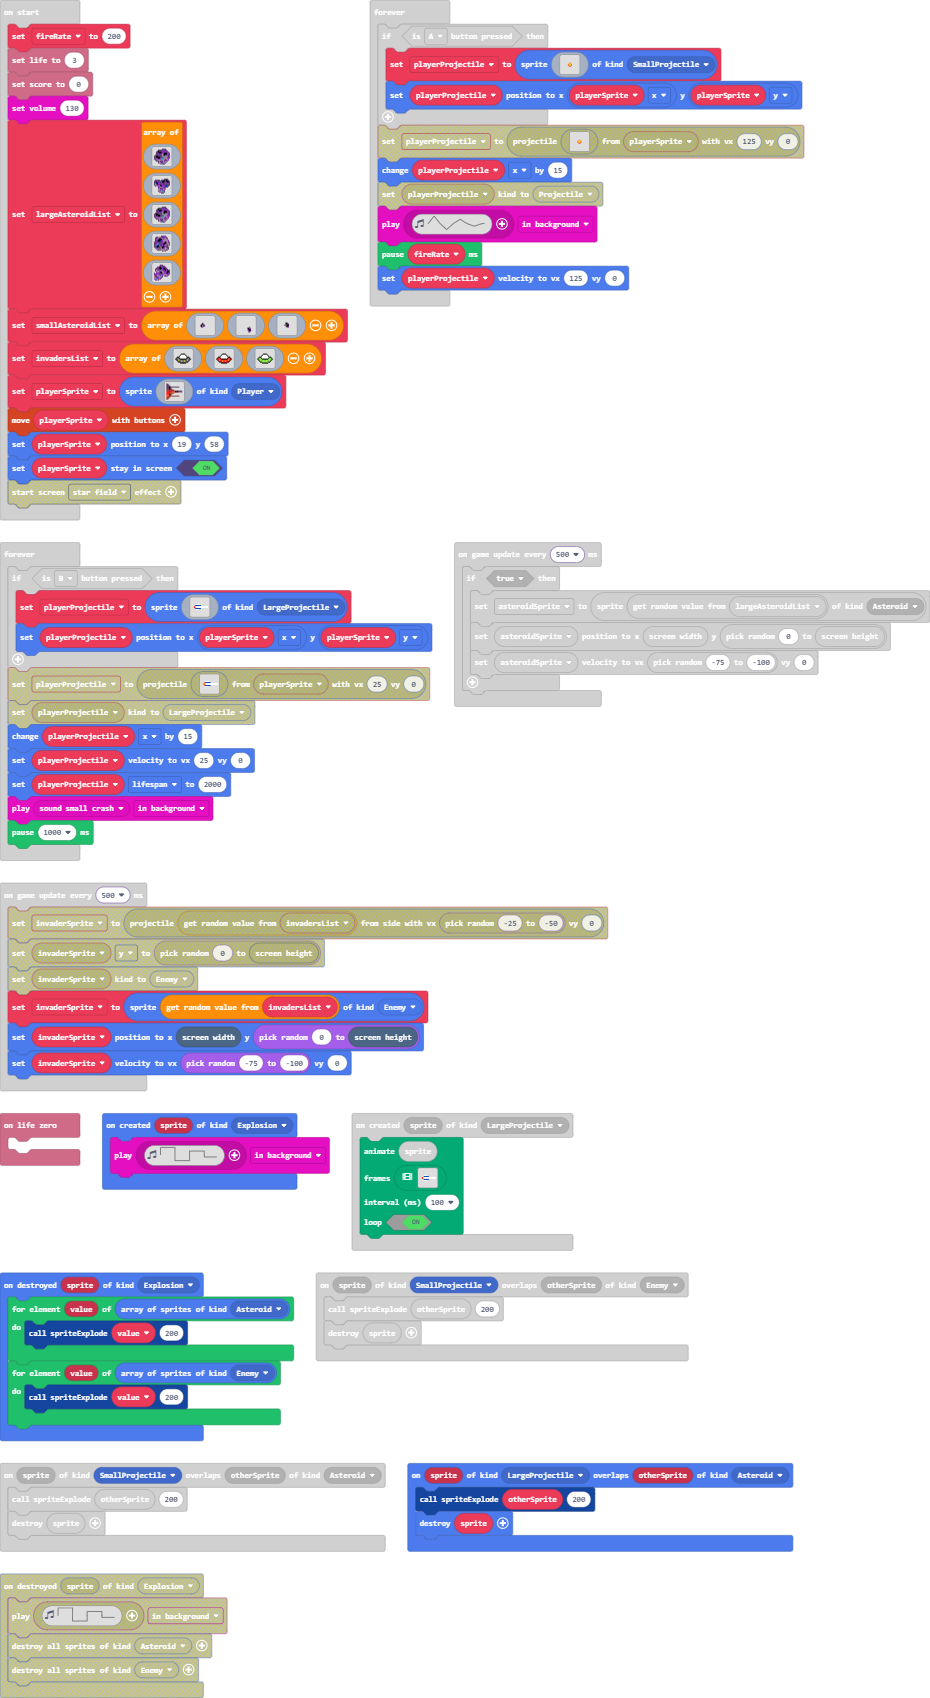 on start
set fireRate to 200
set life to 3
set score to 0
set volume 130
array of
set largeAsteroidList to
set smallAsteroidList to array of
set invadersList to array of
set playerSprite to sprite of kind Player
move playerSprite with buttons
set playerSprite position to x 19 y 58
set playerSprite stay in screen ON
start screen star field effect
forever
if is A button pressed then
set playerProjectile to sprite of kind SmallProjectile
set playerProjectile position to x playerSprite x y playerSprite y
set playerProjectile to projectile from playerSprite with vx 125 vy 0
change playerProjectile x by 15
set playerProjectile kind to Projectile
play in background
pause fireRate ms
set playerProjectile velocity to vx 125 vy 0
forever
if is B button pressed then
set playerProjectile to sprite of kind LargeProjectile
set playerProjectile position to x playerSprite x y playerSprite y
set playerProjectile to projectile from playerSprite with vx 25 vy 0
set playerProjectile kind to LargeProjectile
change playerProjectile x by 15
set playerProjectile velocity to vx 25 vy 0
set playerProjectile lifespan to 2000
play sound small crash in background
pause 1000 ms
on game update every 500 ms
if true then
set asteroidSprite to sprite get random value from largeAsteroidList of kind Asteroid
set asteroidSprite position to x screen width y pick random 0 to screen height
set asteroidSprite velocity to vx pick random -75 to -100 vy 0
on game update every 500 ms
set invaderSprite to projectile get random value from invadersList from side with vx pick random -25 to -50 vy 0
set invaderSprite y to pick random 0 to screen height
set invaderSprite kind to Enemy
set invaderSprite to sprite get random value from invadersList of kind Enemy
set invaderSprite position to x screen width y pick random 0 to screen height
set invaderSprite velocity to vx pick random -75 to -100 vy 0
on life zero
on created sprite of kind Explosion
play in background
on created sprite of kind LargeProjectile
animate sprite
frames
interval (ms) 100
loop ON
on destroyed sprite of kind Explosion
for element value of array of sprites of kind Asteroid
do
call spriteExplode value 200
for element value of array of sprites of kind Enemy
do
call spriteExplode value 200
on sprite of kind SmallProjectile overlaps otherSprite of kind Enemy
call spriteExplode otherSprite 200
destroy sprite
on sprite of kind SmallProjectile overlaps otherSprite of kind Asteroid
call spriteExplode otherSprite 200
destroy sprite
on sprite of kind LargeProjectile overlaps otherSprite of kind Asteroid
call spriteExplode otherSprite 200
destroy sprite
on destroyed sprite of kind Explosion
play in background
destroy all sprites of kind Asteroid
destroy all sprites of kind Enemy